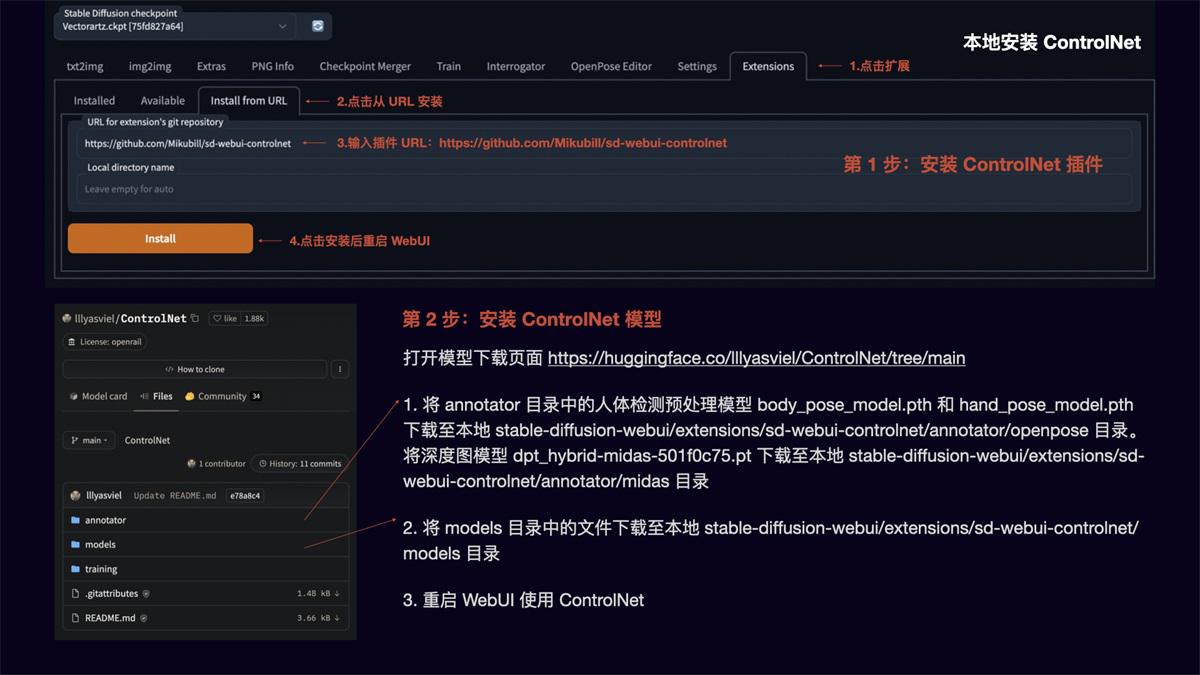 Stable Diffusion checkpoint
Vectorartz.ckpt [75fd827a64]
本地安装 ControlNet
txt2img img2img Extras PNG Info Checkpoint Merger Train Interrogator OpenPose Editor Settings Extensions
1.点击扩展
Installed Available Install from URL
2.点击从 URL 安装
URL for extension's git repository
https://github.com/Mikubill/sd-webui-controlnet
3.输入插件 URL：https://github.com/Mikubill/sd-webui-controlnet
第 1 步：安装 ControlNet 插件
Local directory name
Leave empty for auto
Install
4.点击安装后重启 WebUI
lllyasviel/ControlNet like 1.88k
License: openrail
</> How to clone
Model card Files Community 34
main ControlNet
1 contributor History: 11 commits
lllyasviel Update README.md e78a8c4
annotator
models
training
.gitattributes 1.48 kB
README.md 3.66 kB
第 2 步：安装 ControlNet 模型
打开模型下载页面 https://huggingface.co/lllyasviel/ControlNet/tree/main
1. 将 annotator 目录中的人体检测预处理模型 body_pose_model.pth 和 hand_pose_model.pth
下载至本地 stable-diffusion-webui/extensions/sd-webui-controlnet/annotator/openpose 目录。
将深度图模型 dpt_hybrid-midas-501f0c75.pt 下载至本地 stable-diffusion-webui/extensions/sd-
webui-controlnet/annotator/midas 目录
2. 将 models 目录中的文件下载至本地 stable-diffusion-webui/extensions/sd-webui-controlnet/
models 目录
3. 重启 WebUI 使用 ControlNet